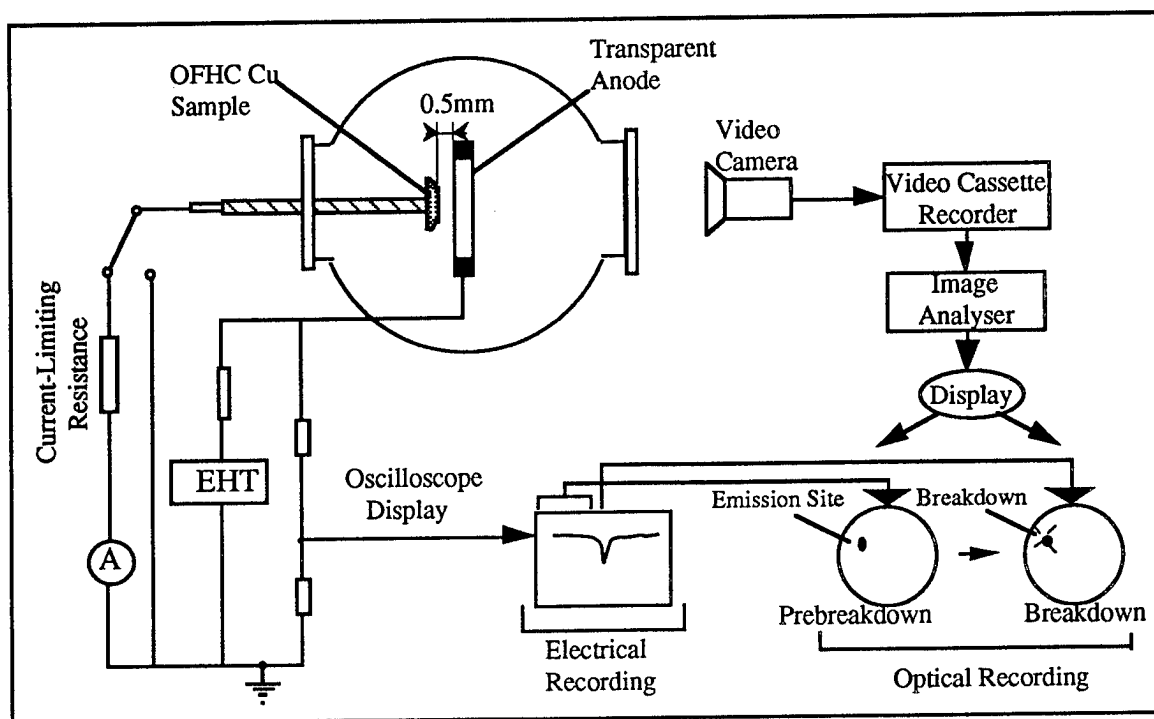 OFHC Cu
Sample
Transparent
Anode
0.5mm
Video
Camera
Video Cassette
Recorder
Image
Analyser
Display
Current-Limiting
Resistance
EHT
A
Oscilloscope
Display
Emission Site
Breakdown
Prebreakdown
Breakdown
Electrical
Recording
Optical Recording